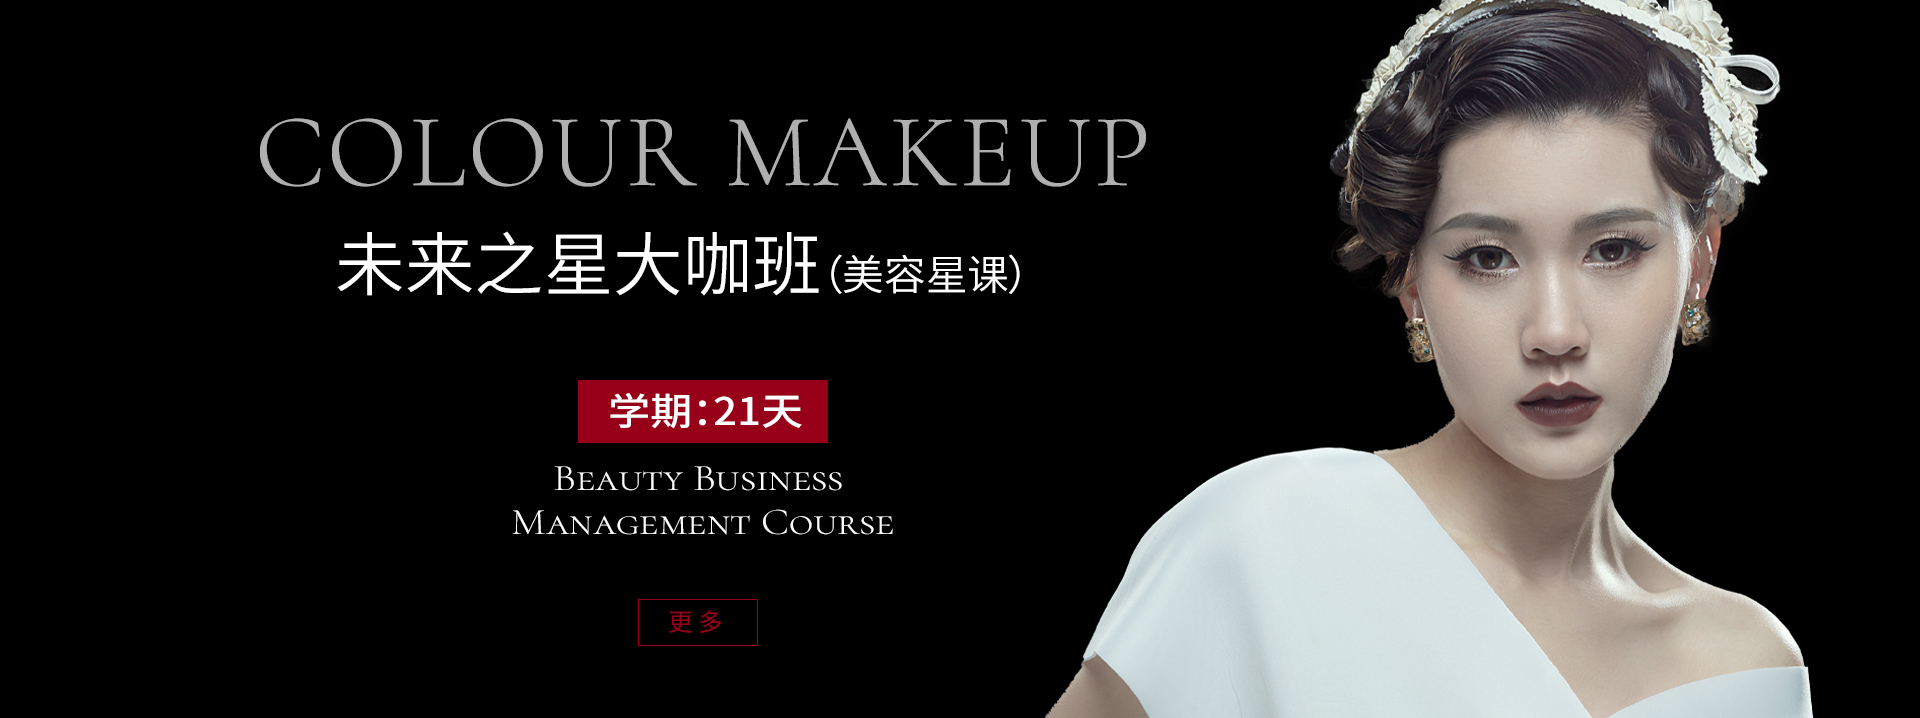 COLOUR MAKEUP
未来之星大咖班(美容星课)
学期:21天
BEAUTY BUSINESS
MANAGEMENT COURSE
更多